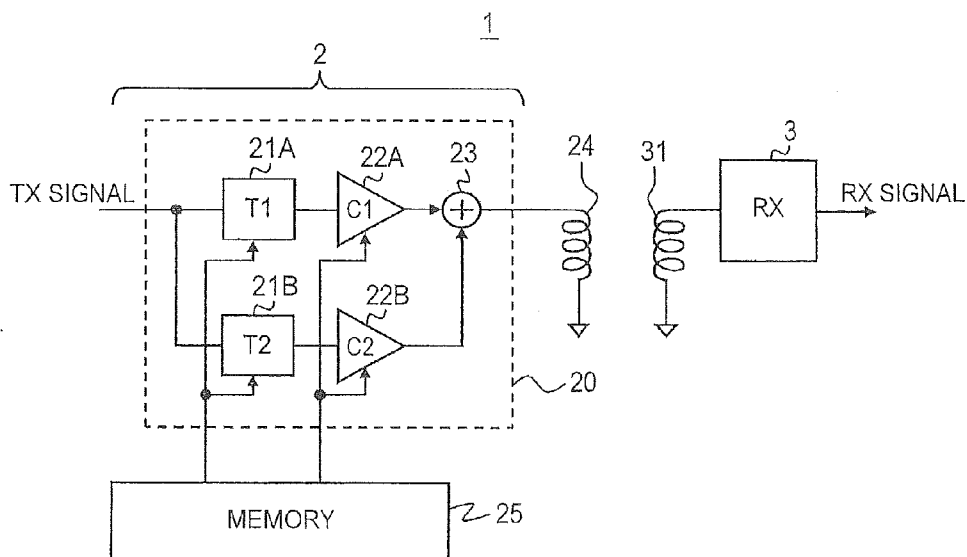 1
2
21A
22A
23
24
31
3
TX SIGNAL
T1
C1
+
RX
RX SIGNAL
21B
22B
T2
C2
20
MEMORY
25